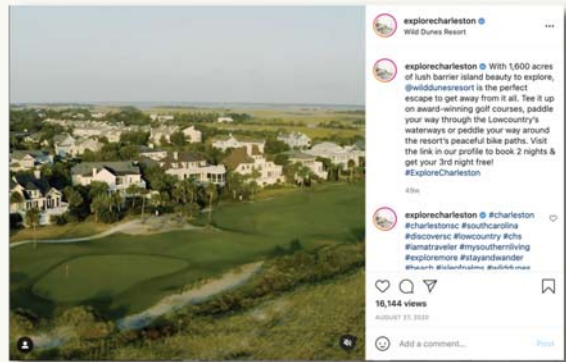 explorecharleston
Wild Dunes Resort
explorecharleston With 1,600 acres
of lush barrier island beauty to explore,
@wilddunesresort is the perfect
escape to get away from it all. Tee it up
on award-winning golf courses, paddle
your way through the Lowcountry's
waterways or peddle your way around
the resort's peaceful bike paths. Visit
the link in our profile to book 2 nights &
get your 3rd night free!
#ExploreCharleston
49w
explorecharleston #charleston
#charlestonsc #southcarolina
#discoversc #lowcountry #chs
#iamatraveler #mysouthernliving
#exploremore #stayandwander
#beach #isleofpalms #wilddunes
16,144 views
AUGUST 27, 2020
Add a comment...
Post